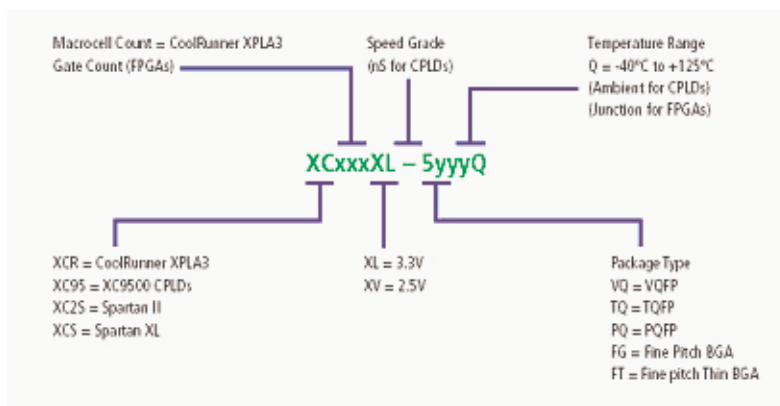 Macrocell Count = CoolRunner XPLA3
Gate Count (FPGAs)
Speed Grade
(nS for CPLDs)
Temperature Range
Q = -40°C to +125°C
(Ambient for CPLDs)
(Junction for FPGAs)
XCxxxXL – 5yyyQ
XCR = CoolRunner XPLA3
XC95 = XC9500 CPLDs
XC2S = Spartan II
XCS = Spartan XL
XL = 3.3V
XV = 2.5V
Package Type
VQ = VQFP
TQ = TQFP
PQ = PQFP
FG = Fine Pitch BGA
FT = Fine pitch Thin BGA